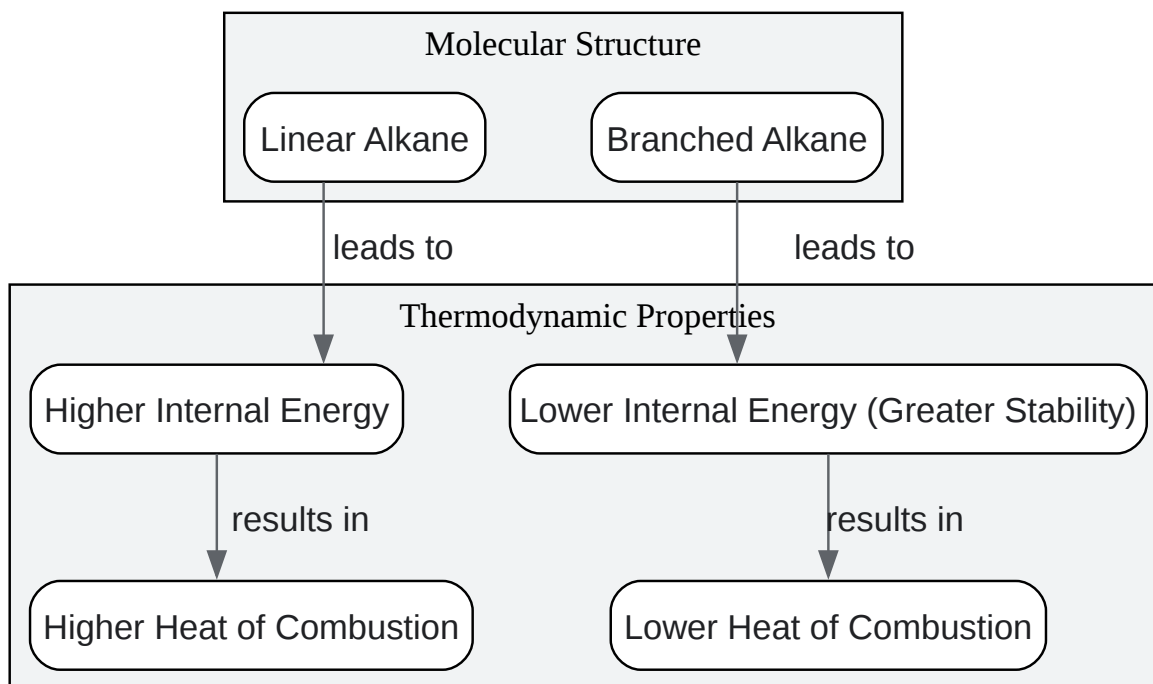 Molecular Structure
Linear Alkane
Branched Alkane
leads to
leads to
Thermodynamic Properties
Higher Internal Energy
Lower Internal Energy (Greater Stability)
results in
results in
Higher Heat of Combustion
Lower Heat of Combustion